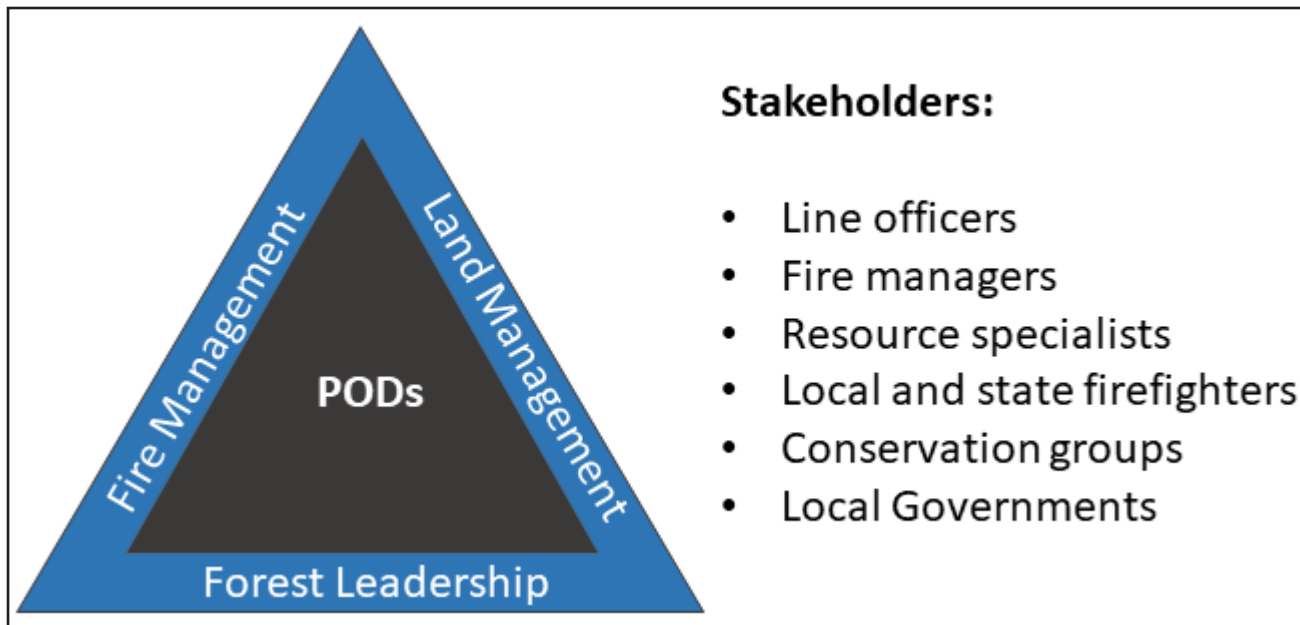 Fire Management
Land Management
PODs
Forest Leadership
Stakeholders:
• Line officers
• Fire managers
• Resource specialists
• Local and state firefighters
• Conservation groups
• Local Governments